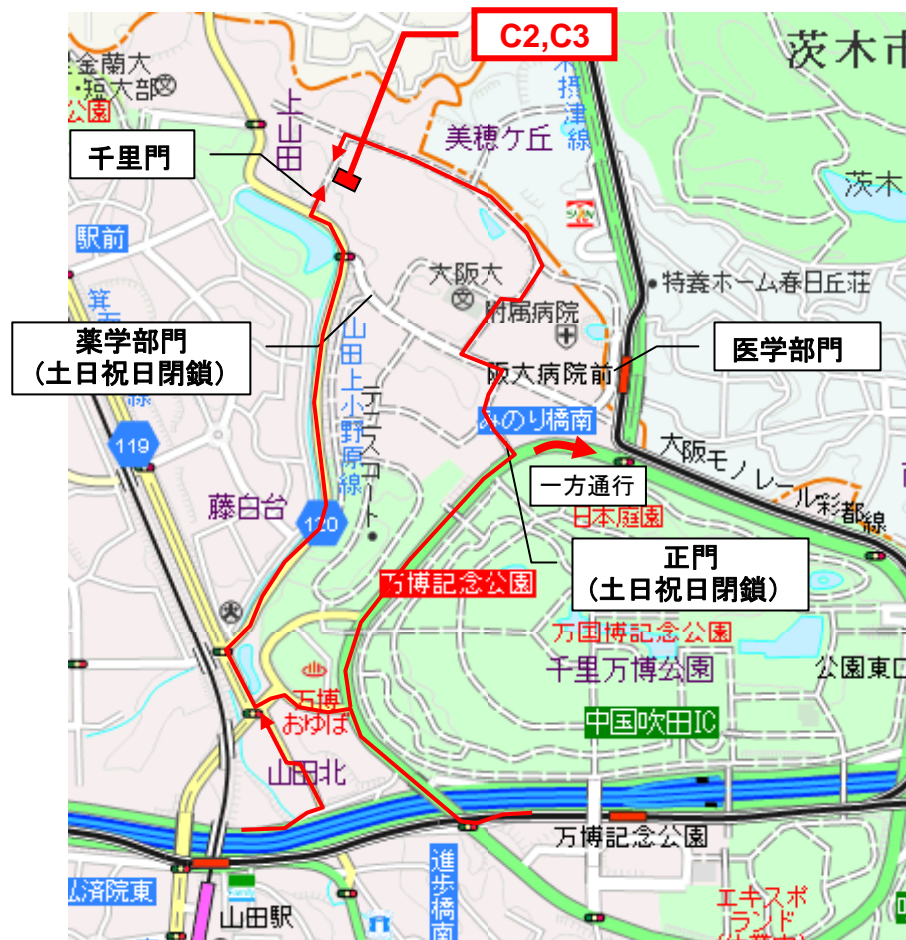 C2,C3
茨木市
金蘭大
・短大部
公園
上山田
美穂ケ丘
摂津線
千里門
茨木
駅前
大阪大
特養ホーム春日丘荘
附属病院
薬学部門
(土日祝日閉鎖)
山田上小野原線
医学部門
阪大病院前
みのり橋南
119
大阪モノレール彩都線
一方通行
藤白台
120
日本庭園
正門
(土日祝日閉鎖)
万博記念公園
万国博記念公園
千里万博公園
公園東口
万博
おゆば
中国吹田IC
山田北
万博記念公園
弘済院東
進歩橋南
山田駅
エキスポ
ランド